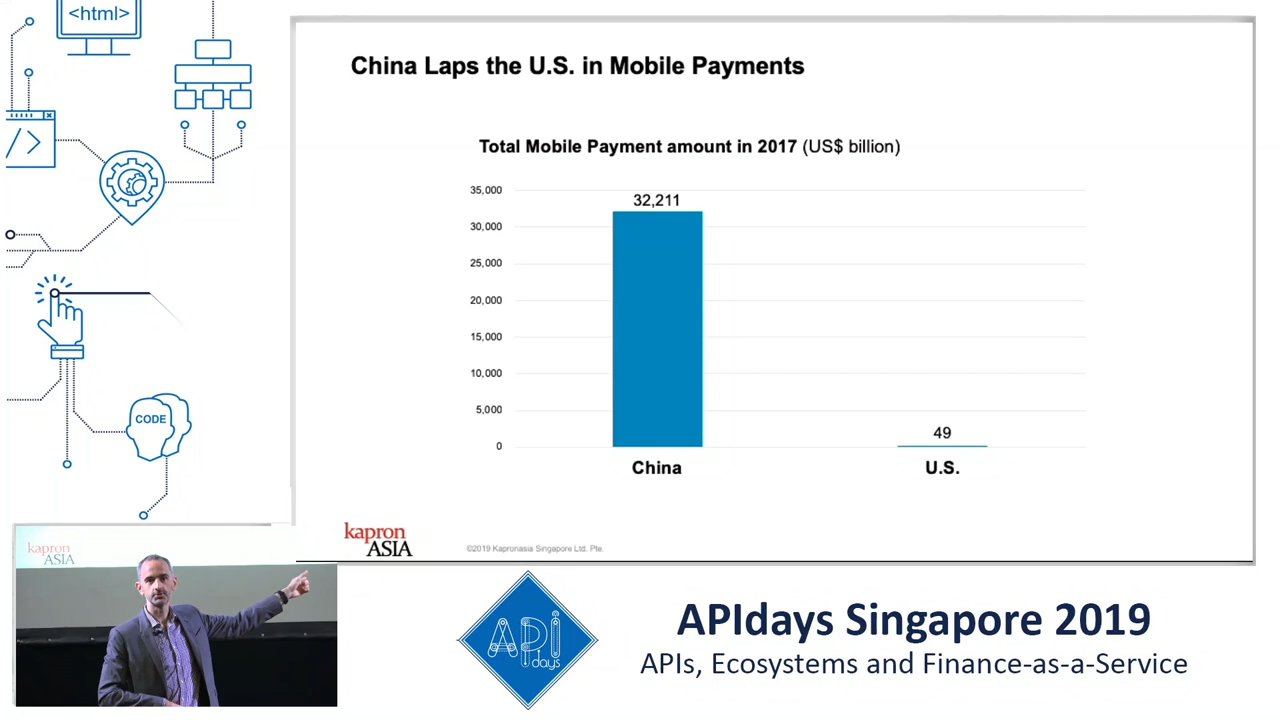 <html>
China Laps the U.S. in Mobile Payments
Total Mobile Payment amount in 2017 (US$ billion)
35,000
32,211
30,000
25,000
20,000
15,000
10,000
5,000
49
0
China
U.S.
</>
CODE
kapron
ASIA
©2019 Kapronasia Singapore Ltd. Pte.
kapron
ASIA
API
days
APIdays Singapore 2019
APIs, Ecosystems and Finance-as-a-Service